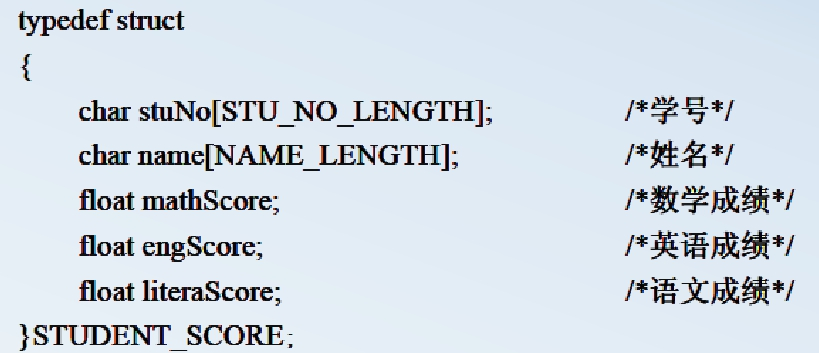 typedef struct
{
char stuNo[STU_NO_LENGTH]; /*学号*/
char name[NAME_LENGTH]; /*姓名*/
float mathScore; /*数学成绩*/
float engScore; /*英语成绩*/
float literaScore; /*语文成绩*/
}STUDENT_SCORE;